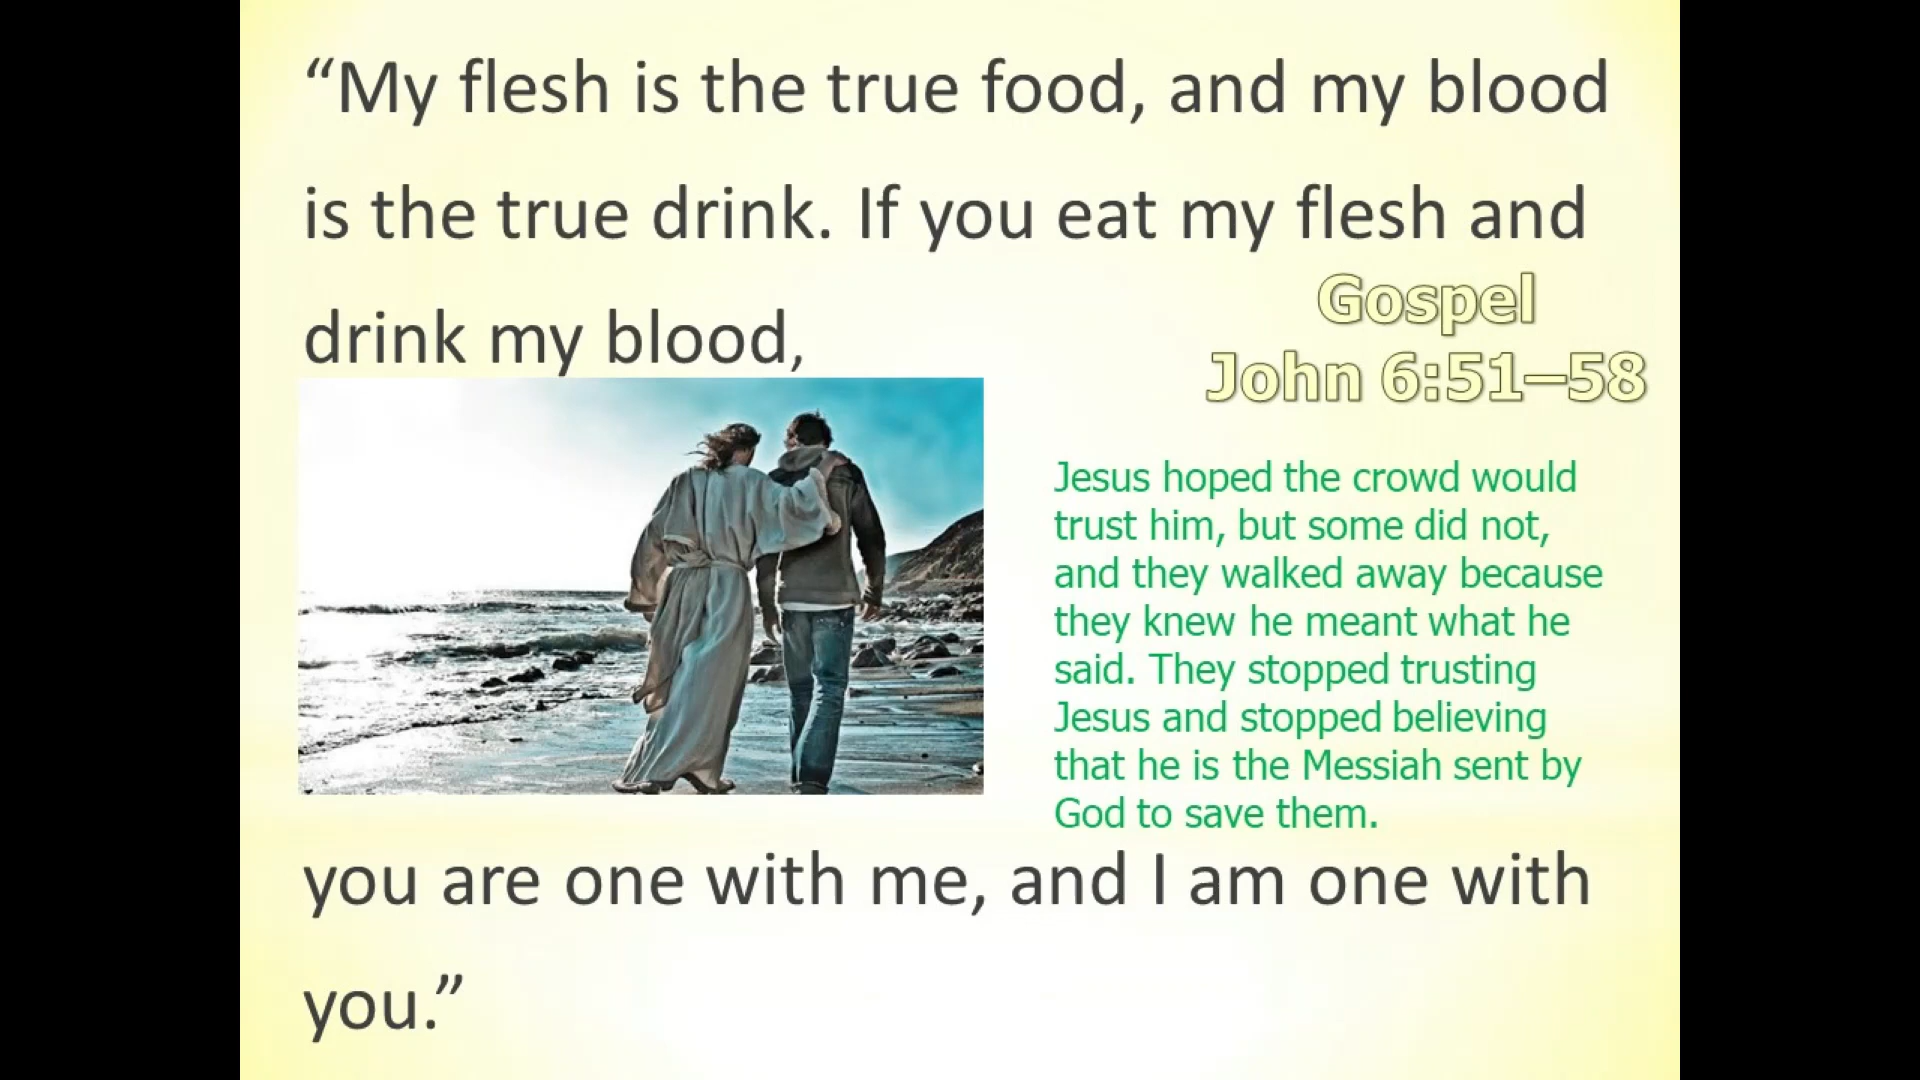 “My flesh is the true food, and my blood
is the true drink. If you eat my flesh and
drink my blood,
Gospel
John 6:51–58
Jesus hoped the crowd would
trust him, but some did not,
and they walked away because
they knew he meant what he
said. They stopped trusting
Jesus and stopped believing
that he is the Messiah sent by
God to save them.
you are one with me, and I am one with
you.”